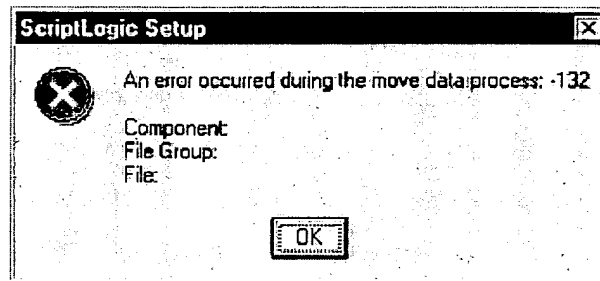 ScriptLogic Setup
An error occurred during the move data process: -132
Component:
File Group:
File:
OK